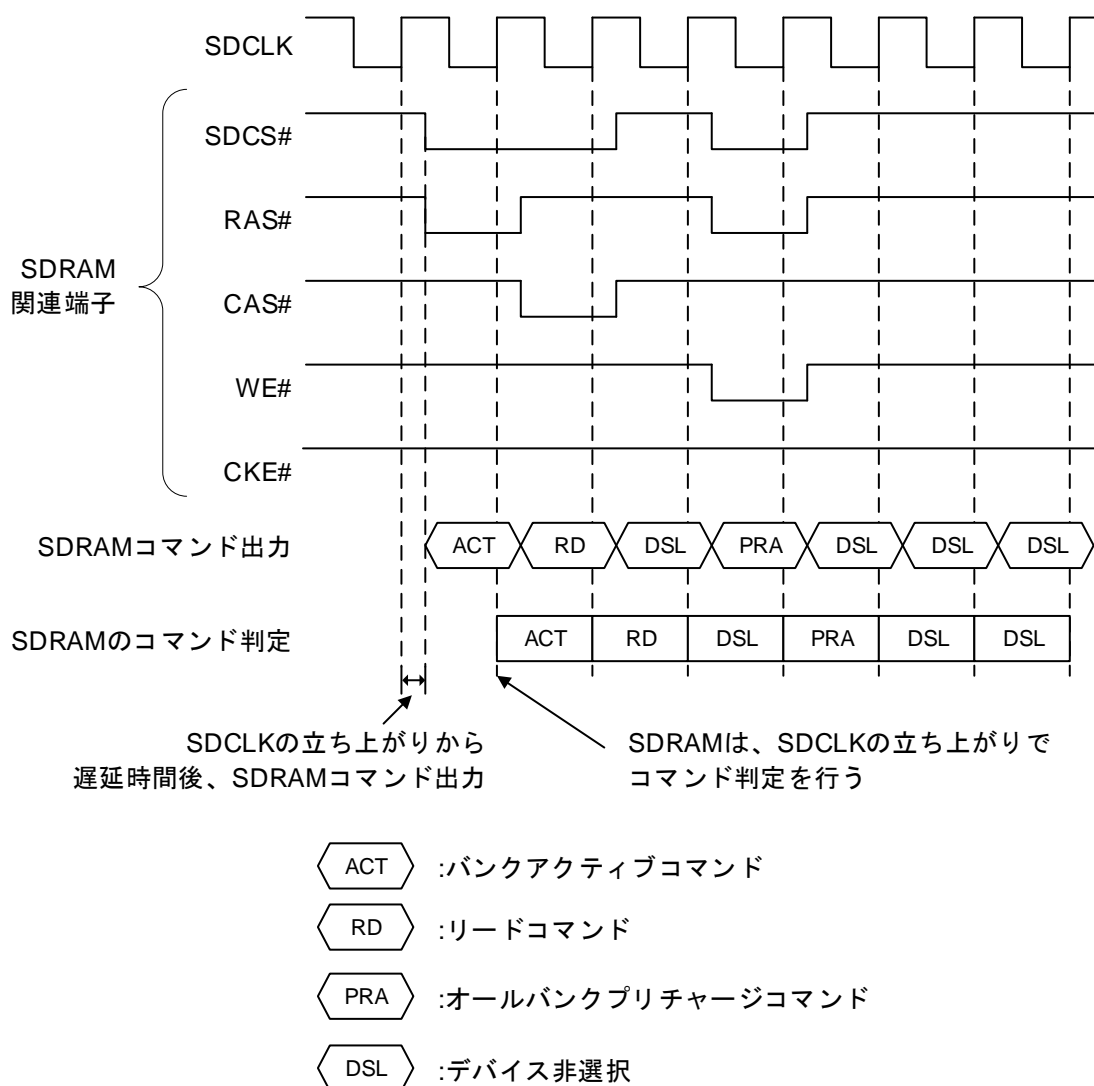 SDCLK
SDCS#
RAS#
SDRAM
関連端子
CAS#
WE#
CKE#
SDRAMコマンド出力
ACT
RD
DSL
PRA
DSL
DSL
DSL
SDRAMのコマンド判定
ACT
RD
DSL
PRA
DSL
DSL
SDCLKの立ち上がりから
遅延時間後、SDRAMコマンド出力
SDRAMは、SDCLKの立ち上がりで
コマンド判定を行う
ACT :バンクアクティブコマンド
RD :リードコマンド
PRA :オールバンクプリチャージコマンド
DSL :デバイス非選択